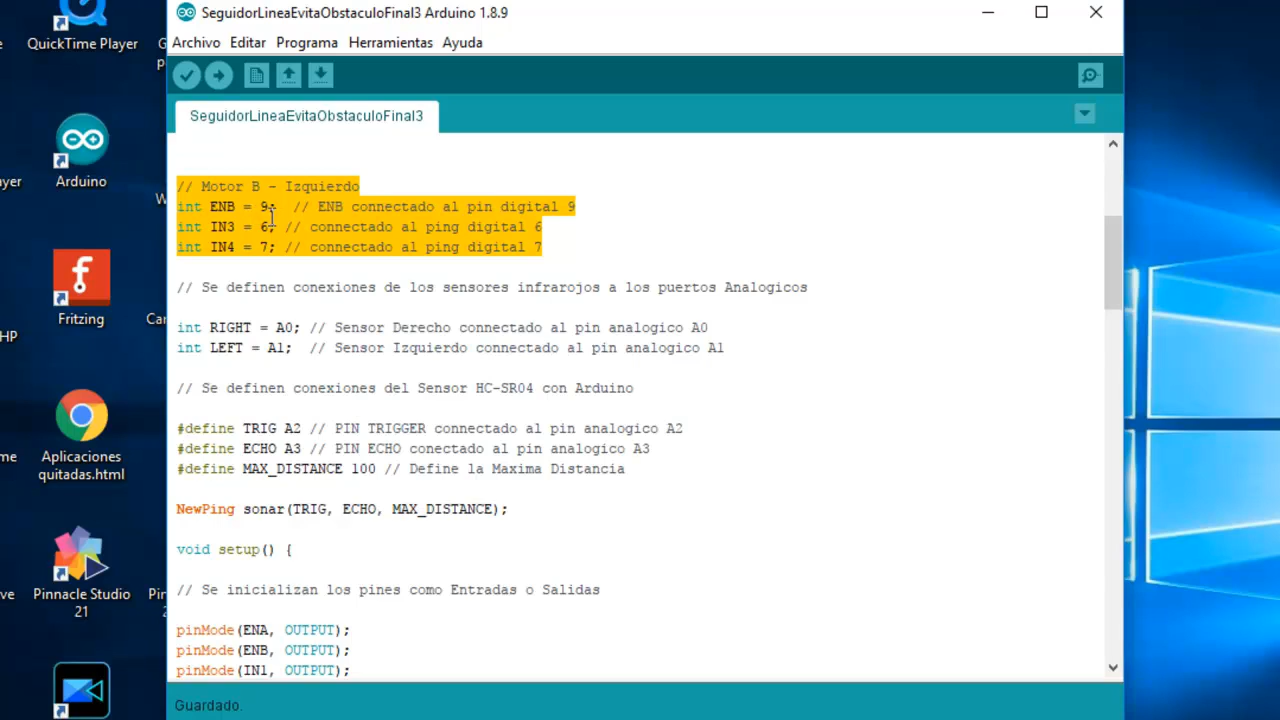 SeguidorLineaEvitaObstaculoFinal3 Arduino 1.8.9
Archivo Editar Programa Herramientas Ayuda
SeguidorLineaEvitaObstaculoFinal3
// Motor B - Izquierdo
int ENB = 9; // ENB connectado al pin digital 9
int IN3 = 6; // connectado al ping digital 6
int IN4 = 7; // connectado al ping digital 7
// Se definen conexiones de los sensores infrarojos a los puertos Analogicos
int RIGHT = A0; // Sensor Derecho connectado al pin analogico A0
int LEFT = A1; // Sensor Izquierdo connectado al pin analogico A1
// Se definen conexiones del Sensor HC-SR04 con Arduino
#define TRIG A2 // PIN TRIGGER connectado al pin analogico A2
#define ECHO A3 // PIN ECHO conectado al pin analogico A3
#define MAX_DISTANCE 100 // Define la Maxima Distancia
NewPing sonar(TRIG, ECHO, MAX_DISTANCE);
void setup() {
// Se inicializan los pines como Entradas o Salidas
pinMode(ENA, OUTPUT);
pinMode(ENB, OUTPUT);
pinMode(IN1, OUTPUT);
Guardado.
QuickTime Player
Arduino
Fritzing
Aplicaciones
quitadas.html
Pinnacle Studio
21